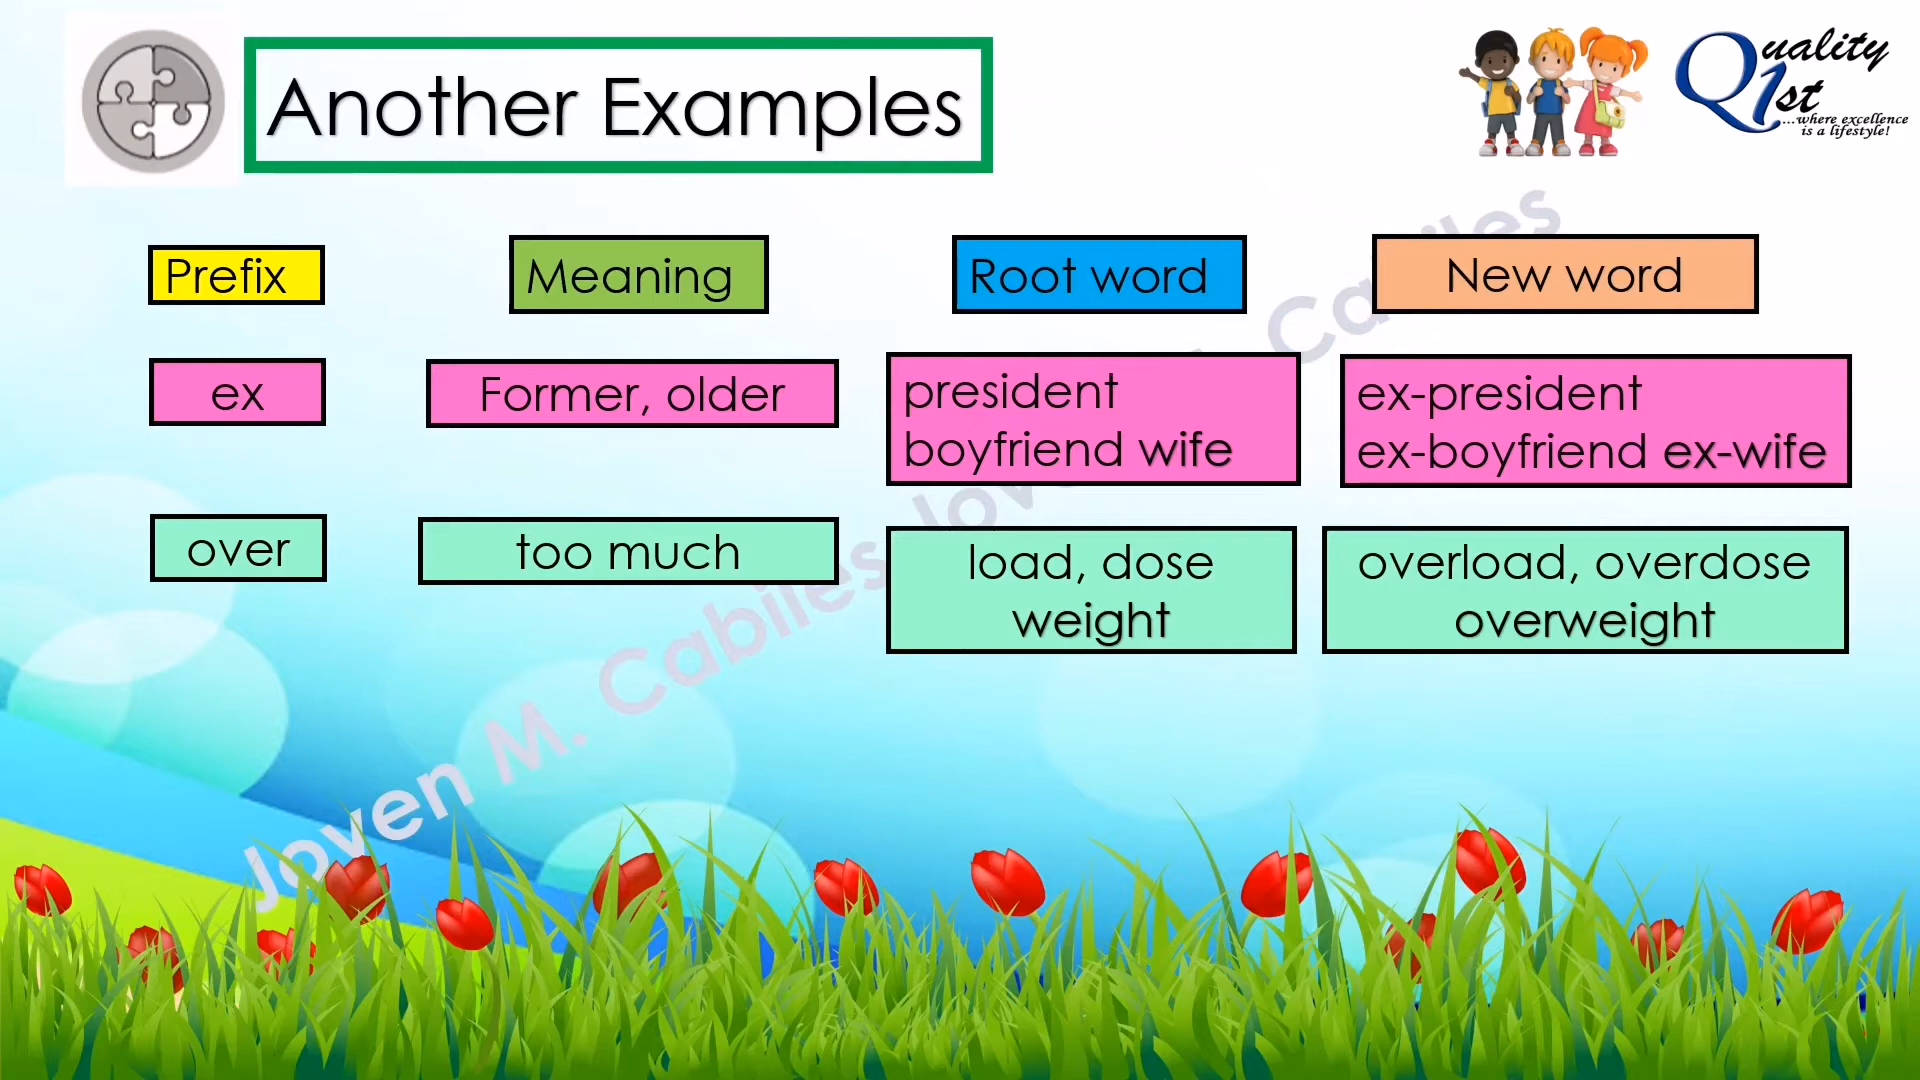 Another Examples
Quality
1st
...where excellence
is a lifestyle!
Prefix
Meaning
Root word
New word
ex
Former, older
president
boyfriend wife
ex-president
ex-boyfriend ex-wife
over
too much
load, dose
weight
overload, overdose
overweight
Joven M. Cabiles